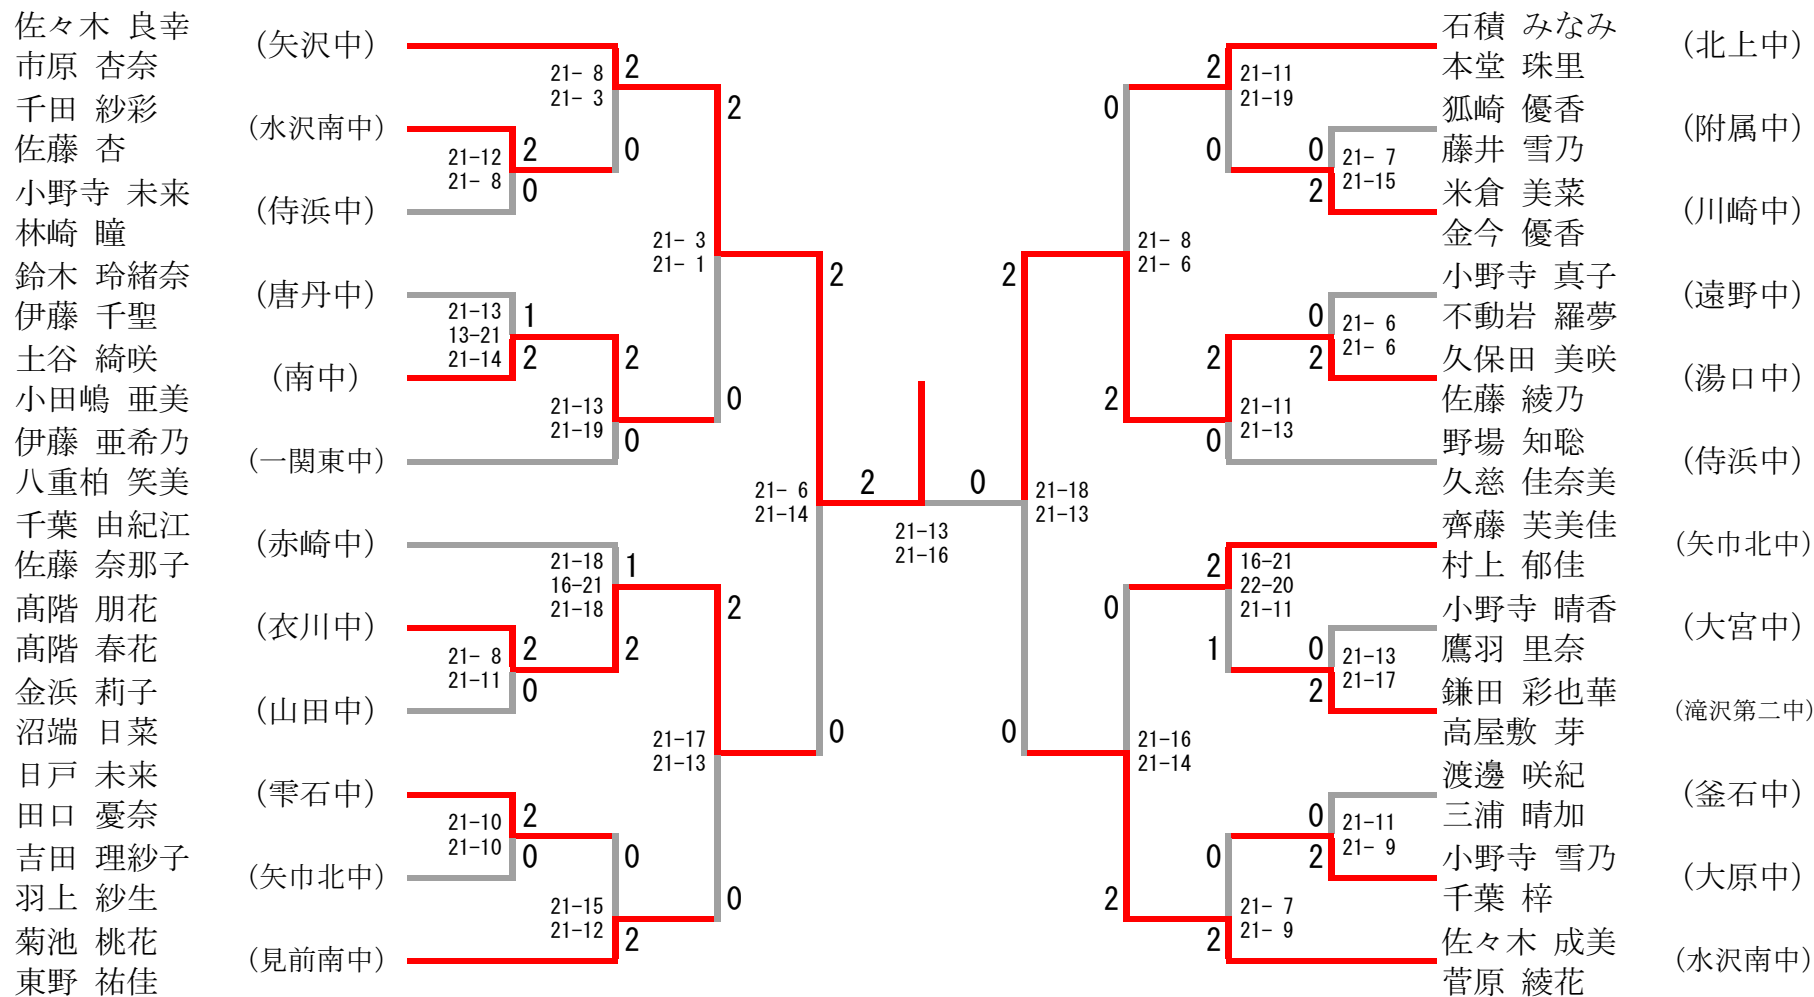 佐々木 良幸
市原 杏奈
(矢沢中)
千田 紗彩
佐藤 杏
(水沢南中)
小野寺 未来
林崎 瞳
(侍浜中)
鈴木 玲緒奈
伊藤 千聖
(唐丹中)
土谷 綺咲
小田嶋 亜美
(南中)
伊藤 亜希乃
八重柏 笑美
(一関東中)
千葉 由紀江
佐藤 奈那子
(赤崎中)
髙階 朋花
髙階 春花
(衣川中)
金浜 莉子
沼端 日菜
(山田中)
日戸 未来
田口 憂奈
(雫石中)
吉田 理紗子
羽上 紗生
(矢巾北中)
菊池 桃花
東野 祐佳
(見前南中)
21- 8
21- 3
2
0
21-12
21- 8
2
0
21-13
13-21
21-14
1
2
21-13
21-19
2
0
21- 3
21- 1
2
0
21-18
16-21
21-18
1
2
21- 8
21-11
2
0
21-10
21-10
2
0
21-15
21-12
0
2
21-17
21-13
2
0
21- 6
21-14
2
0
2
0
21-13
21-16
21-18
21-13
2
0
21- 8
21- 6
0
2
21-11
21-19
2
0
21- 7
21-15
0
2
21- 6
21- 6
0
2
21-11
21-13
2
0
21-16
21-14
0
2
16-21
22-20
21-11
2
1
21-13
21-17
0
2
21-11
21- 9
0
2
21- 7
21- 9
0
2
石積 みなみ
本堂 珠里
(北上中)
狐崎 優香
藤井 雪乃
(附属中)
米倉 美菜
金今 優香
(川崎中)
小野寺 真子
不動岩 羅夢
(遠野中)
久保田 美咲
佐藤 綾乃
(湯口中)
野場 知聡
久慈 佳奈美
(侍浜中)
齊藤 芙美佳
村上 郁佳
(矢巾北中)
小野寺 晴香
鷹羽 里奈
(大宮中)
鎌田 彩也華
高屋敷 芽
(滝沢第二中)
渡邊 咲紀
三浦 晴加
(釜石中)
小野寺 雪乃
千葉 梓
(大原中)
佐々木 成美
菅原 綾花
(水沢南中)